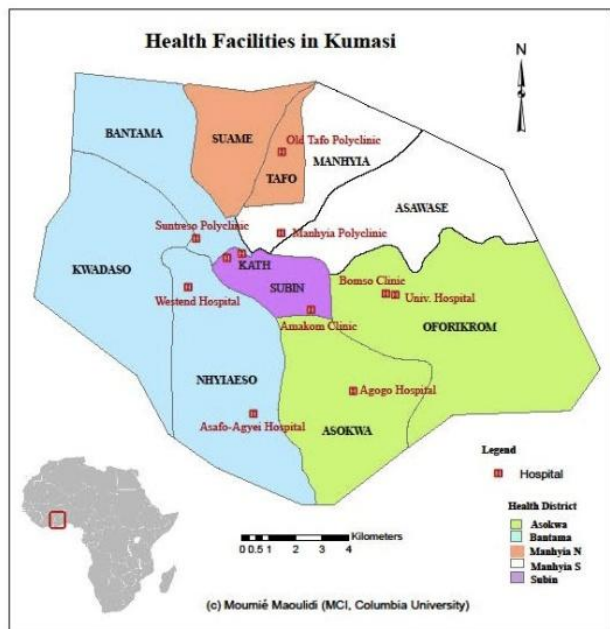 Health Facilities in Kumasi
N
BANTAMA
SUAME
Old Tafo Polyclinic
MANHYIA
TAFO
ASAWASE
Suntreso Polyclinic
Manhyia Polyclinic
KWADASO
KATH
Westend Hospital
SUBIN
Bomso Clinic
Univ. Hospital
Amakom Clinic
OFORIKROM
NHYIAESO
Agogo Hospital
Asafo-Agyei Hospital
ASOKWA
Legend
Hospital
Health District
Asokwa
Bantama
Manhyia N
Manhyia S
Subin
Kilometers
0 0.5 1 2 3 4
(c) Moumié Maoulidi (MCI, Columbia University)